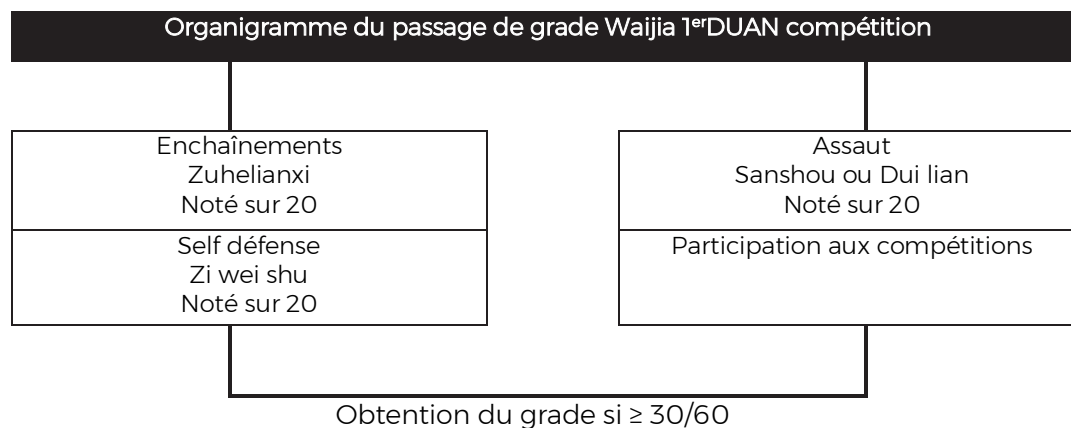 Organigramme du passage de grade Waijia 1erDUAN compétition
Enchaînements
Zuhelianxi
Noté sur 20
Self défense
Zi wei shu
Noté sur 20
Assaut
Sanshou ou Dui lian
Noté sur 20
Participation aux compétitions
Obtention du grade si ≥ 30/60